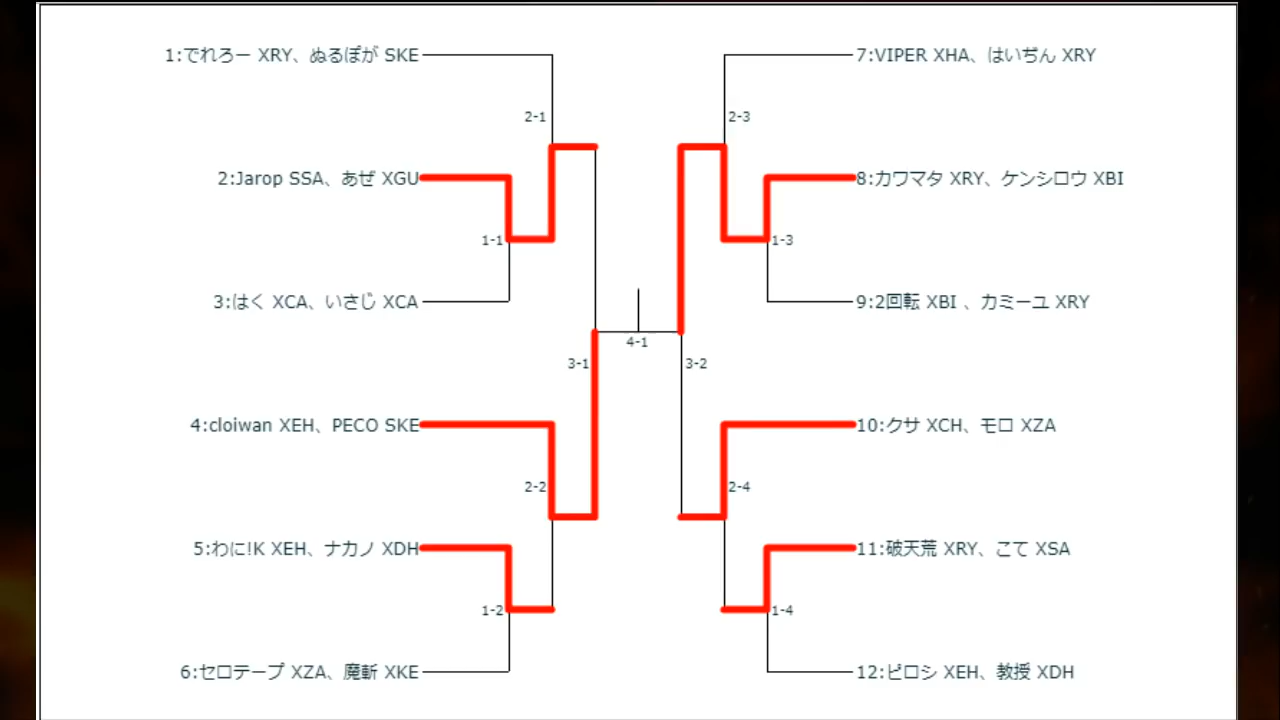 1:でれろー XRY、ぬるぽが SKE
2-1
2:Jarop SSA、あぜ XGU
1-1
3:はく XCA、いさじ XCA
3-1
4:cloiwan XEH、PECO SKE
2-2
5:わに!K XEH、ナカノ XDH
1-2
6:セロテープ XZA、魔斬 XKE
4-1
7:VIPER XHA、はいぢん XRY
2-3
8:カワマタ XRY、ケンシロウ XBI
1-3
9:2回転 XBI 、カミーユ XRY
3-2
10:クサ XCH、モロ XZA
2-4
11:破天荒 XRY、こて XSA
1-4
12:ピロシ XEH、教授 XDH